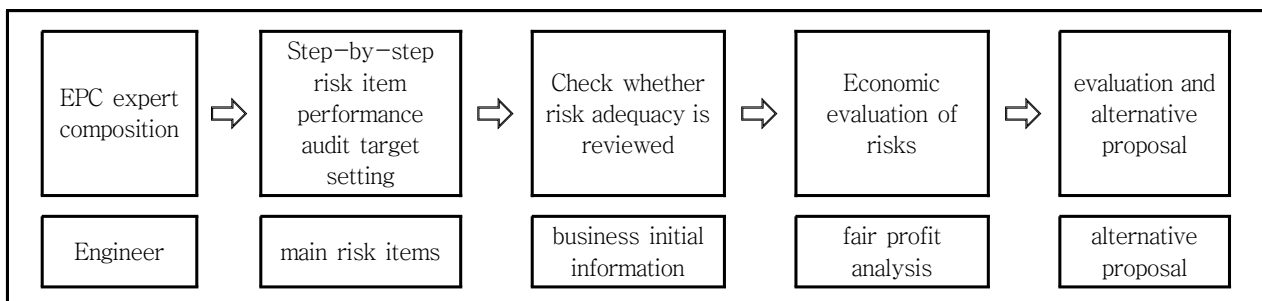 EPC expert
composition
Step-by-step
risk item
performance
audit target
setting
Check whether
risk adequacy is
reviewed
Economic
evaluation of
risks
evaluation and
alternative
proposal
Engineer
main risk items
business initial
information
fair profit
analysis
alternative
proposal